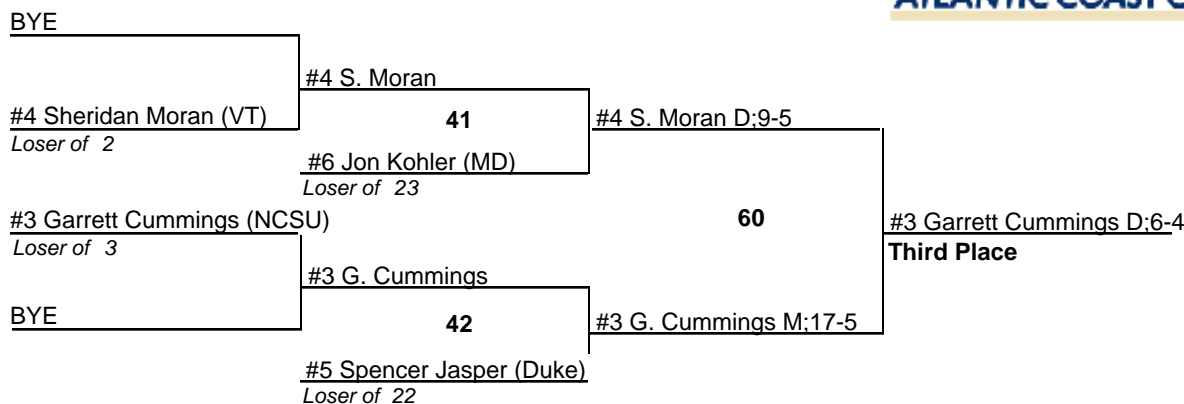 ATLANTIC COAST
BYE
#4 S. Moran
#4 Sheridan Moran (VT)
41
#4 S. Moran D;9-5
Loser of 2
#6 Jon Kohler (MD)
Loser of 23
#3 Garrett Cummings (NCSU)
60
#3 Garrett Cummings D;6-4
Loser of 3
Third Place
#3 G. Cummings
BYE
42
#3 G. Cummings M;17-5
#5 Spencer Jasper (Duke)
Loser of 22